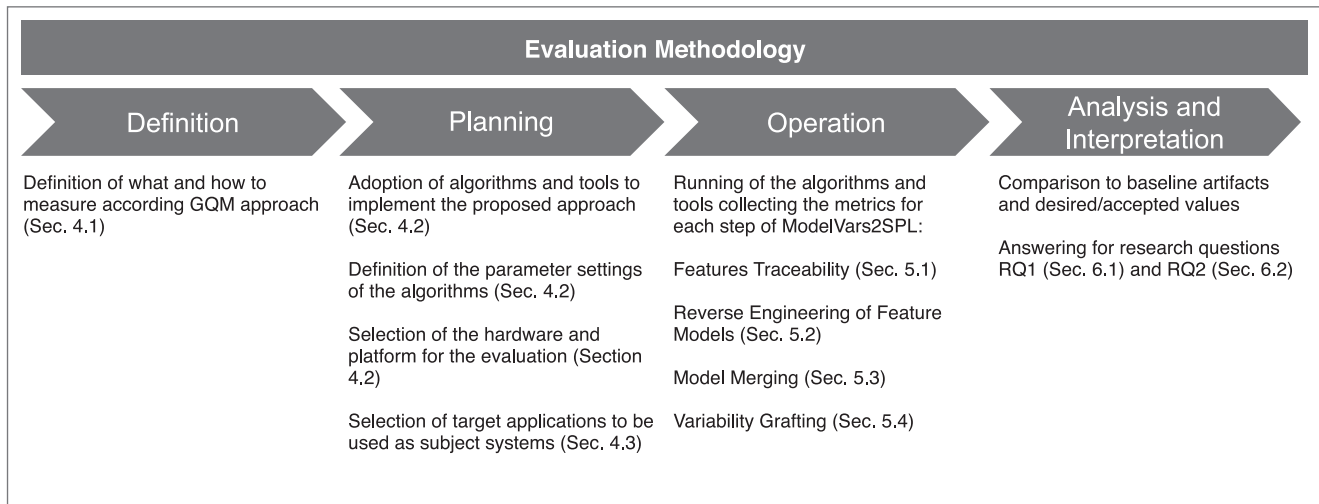 Evaluation Methodology
Definition
Definition of what and how to
measure according GQM approach
(Sec. 4.1)
Planning
Adoption of algorithms and tools to
implement the proposed approach
(Sec. 4.2)
Definition of the parameter settings
of the algorithms (Sec. 4.2)
Selection of the hardware and
platform for the evaluation (Section
4.2)
Selection of target applications to be
used as subject systems (Sec. 4.3)
Operation
Running of the algorithms and
tools collecting the metrics for
each step of ModelVars2SPL:
Features Traceability (Sec. 5.1)
Reverse Engineering of Feature
Models (Sec. 5.2)
Model Merging (Sec. 5.3)
Variability Grafting (Sec. 5.4)
Analysis and
Interpretation
Comparison to baseline artifacts
and desired/accepted values
Answering for research questions
RQ1 (Sec. 6.1) and RQ2 (Sec. 6.2)